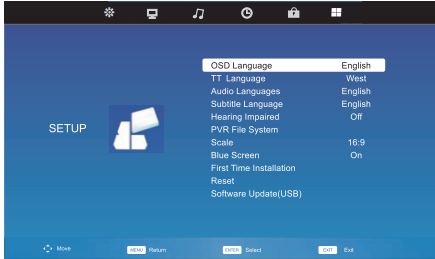 OSD Language English
TT Language West
Audio Languages English
Subtitle Language English
Hearing Impaired Off
PVR File System
Scale 16:9
Blue Screen On
First Time Installation
Reset
Software Update(USB)
SETUP
Move MENU Return ENTER Select EXIT Exit